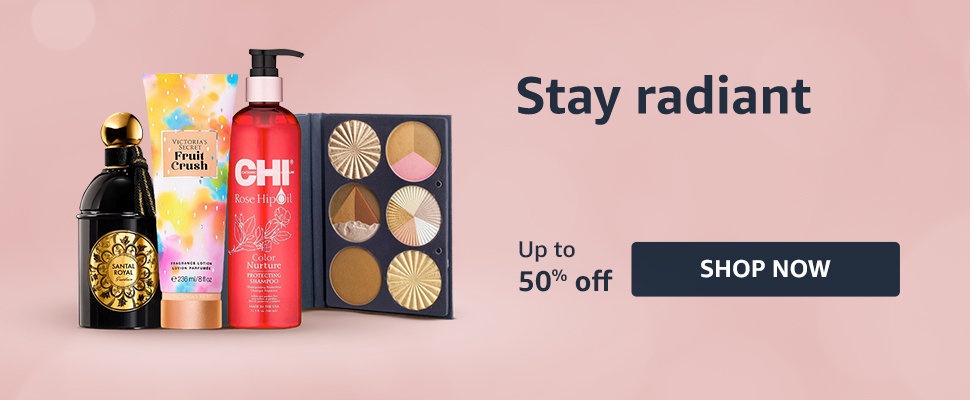 Stay radiant
Up to
50% off
SHOP NOW
SANTAL
ROYAL
VICTORIA'S
SECRET
Fruit
Crush
FRAGRANCE LOTION
LOTION PARFUMÉE
℮ 236 ml/8 fl oz
CHI
Rose Hip Oil
Color
Nurture
PROTECTING
SHAMPOO